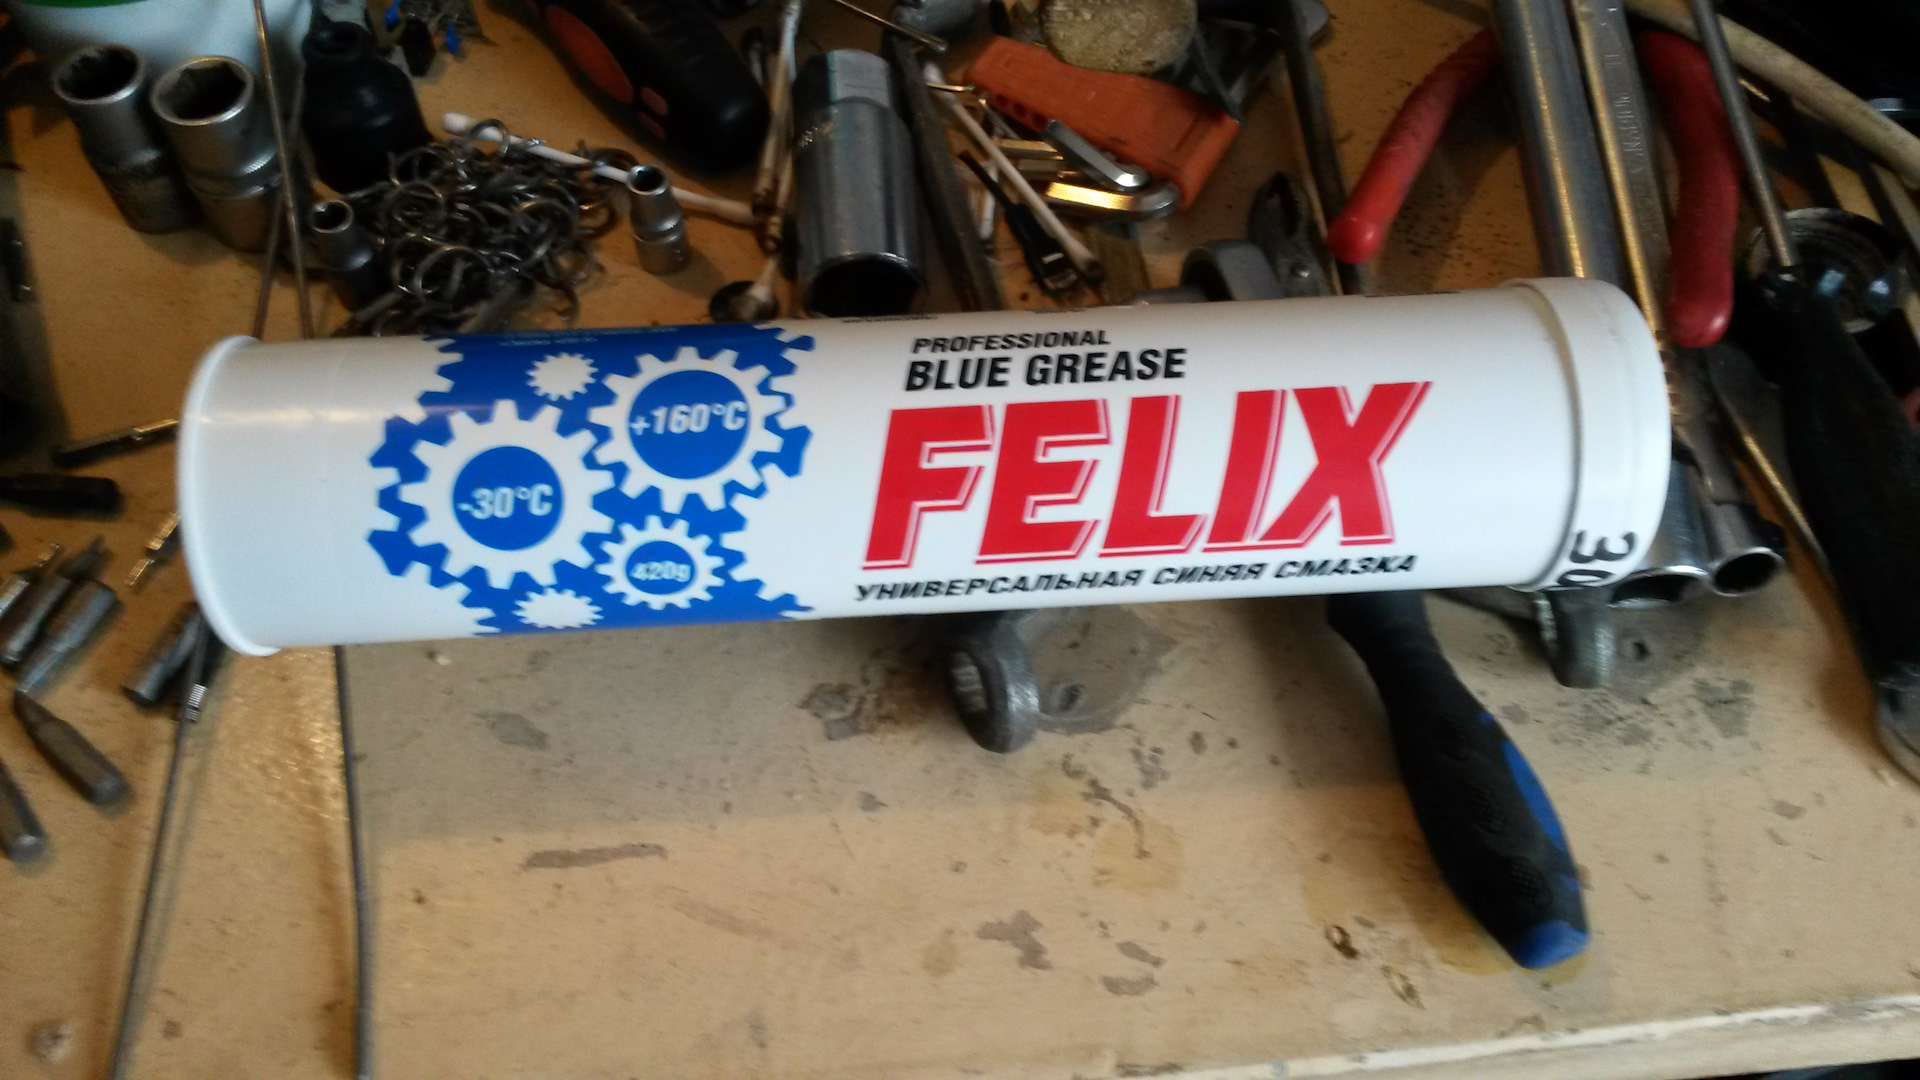 PROFESSIONAL
BLUE GREASE
FELIX
УНИВЕРСАЛЬНАЯ СИНЯЯ СМАЗКА
+160°C
-30°C
420g